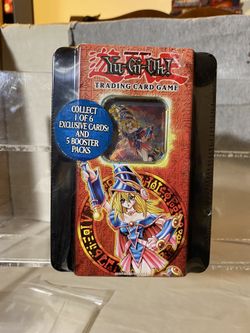 Yu-Gi-Oh!
TRADING CARD GAME
COLLECT
1 OF 6
EXCLUSIVE CARDS!
AND
5 BOOSTER
PACKS